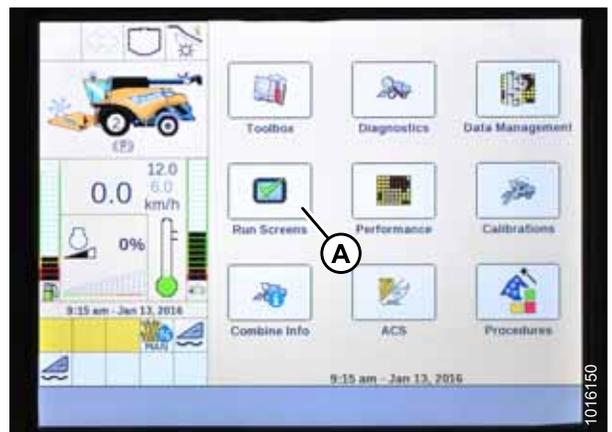 2
(P)
12.0
6.0
0.0
km/h
0%
9:15 am - Jan 13, 2016
MAN
Toolbox
Diagnostics
Data Management
Run Screens
Performance
Calibrations
A
Combine Info
ACS
Procedures
9:15 am - Jan 13, 2016
1016150